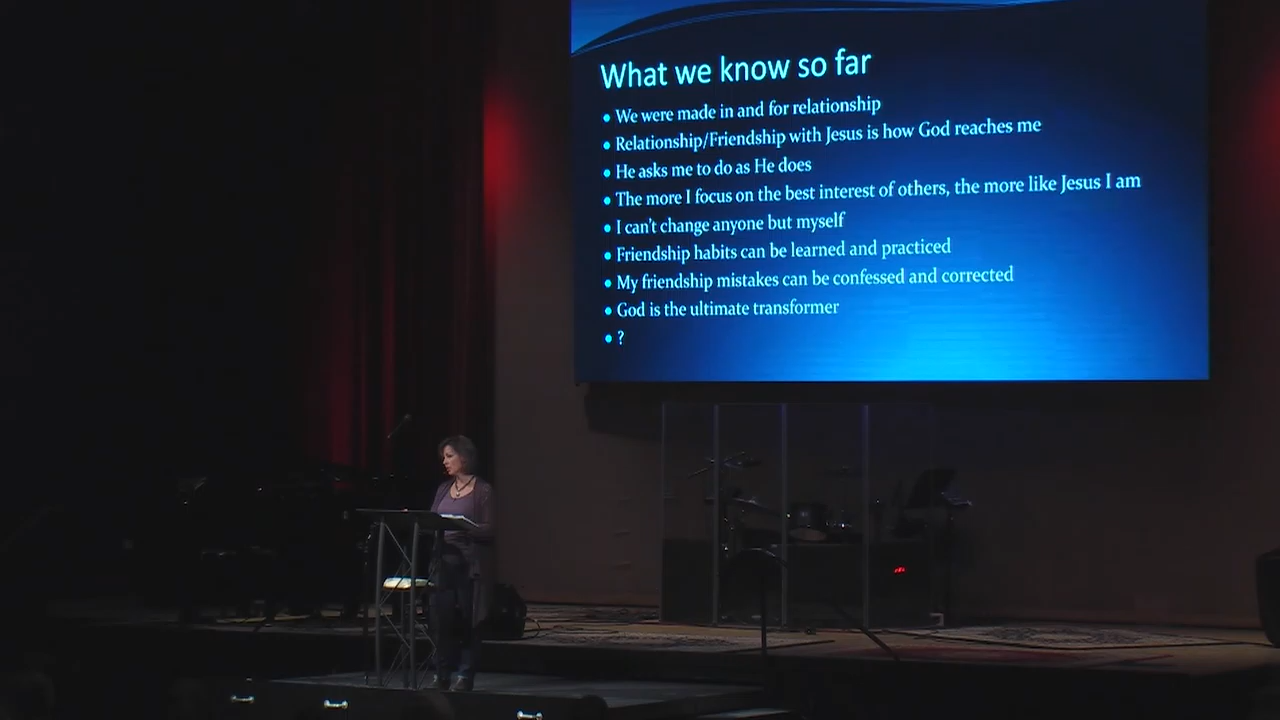 What we know so far
• We were made in and for relationship
• Relationship/Friendship with Jesus is how God reaches me
• He asks me to do as He does
• The more I focus on the best interest of others, the more like Jesus I am
• I can't change anyone but myself
• Friendship habits can be learned and practiced
• My friendship mistakes can be confessed and corrected
• God is the ultimate transformer
• ?